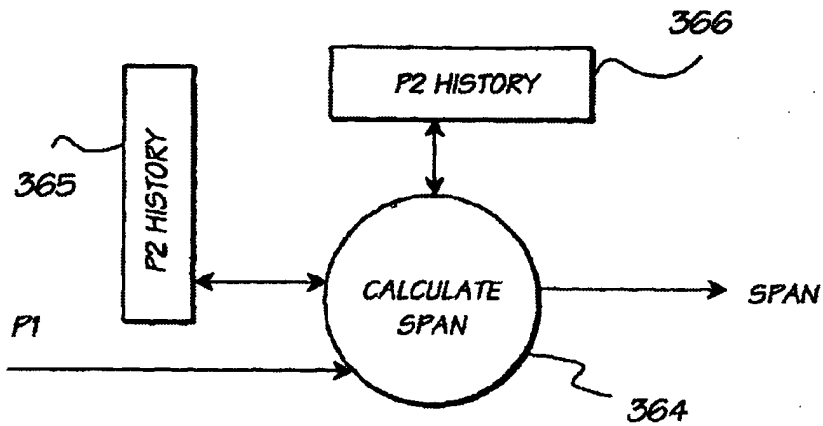 366
P2 HISTORY
365
P2 HISTORY
CALCULATE
SPAN
SPAN
P1
364